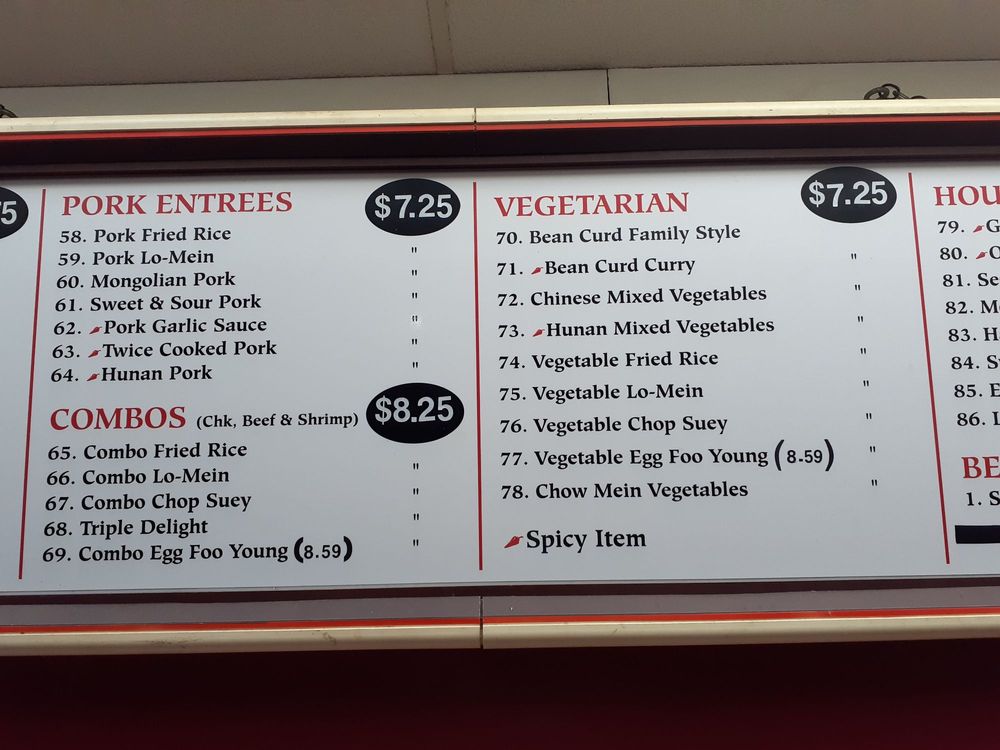 75
PORK ENTREES $7.25
58. Pork Fried Rice
59. Pork Lo-Mein "
60. Mongolian Pork "
61. Sweet & Sour Pork "
62. Pork Garlic Sauce "
63. Twice Cooked Pork "
64. Hunan Pork "
COMBOS (Chk, Beef & Shrimp) $8.25
65. Combo Fried Rice
66. Combo Lo-Mein "
67. Combo Chop Suey "
68. Triple Delight "
69. Combo Egg Foo Young (8.59) "
VEGETARIAN $7.25
70. Bean Curd Family Style
71. Bean Curd Curry "
72. Chinese Mixed Vegetables "
73. Hunan Mixed Vegetables "
74. Vegetable Fried Rice "
75. Vegetable Lo-Mein "
76. Vegetable Chop Suey "
77. Vegetable Egg Foo Young (8.59) "
78. Chow Mein Vegetables "
Spicy Item
HOU
79. G
80.
81. Se
82. M
83. H
84. S
85. E
86. L
BE
1. S